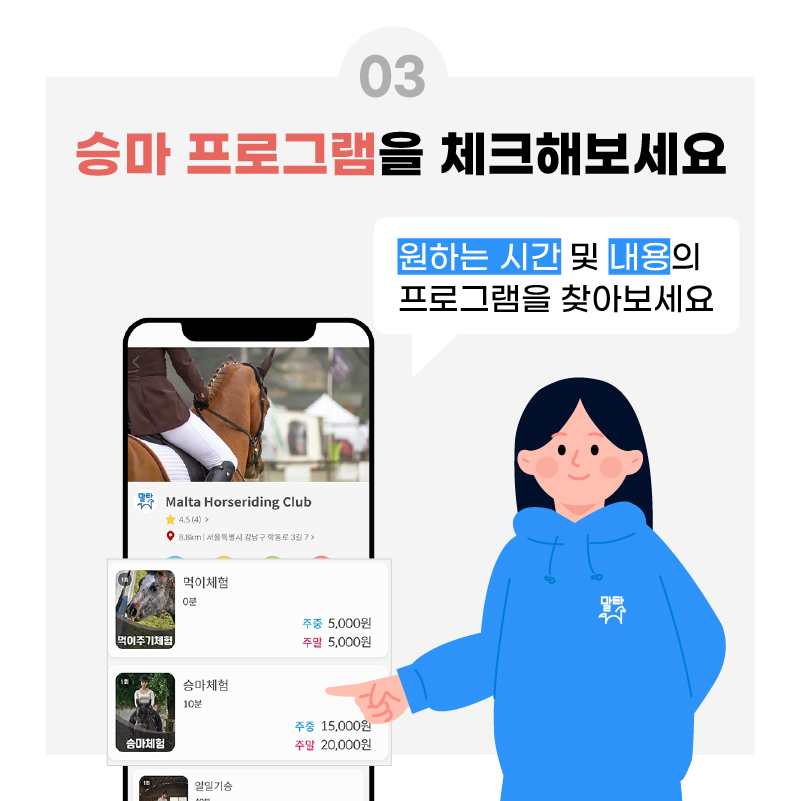 03
승마 프로그램을 체크해보세요
원하는 시간 및 내용의
프로그램을 찾아보세요
말타
Malta Horseriding Club
4.5 (4) >
8.8km | 서울특별시 강남구 학동로 3길 7 >
1회
먹이주기체험
먹이체험
0분
주중 5,000원
주말 5,000원
1회
승마체험
승마체험
10분
주중 15,000원
주말 20,000원
말타
1회
일일기승